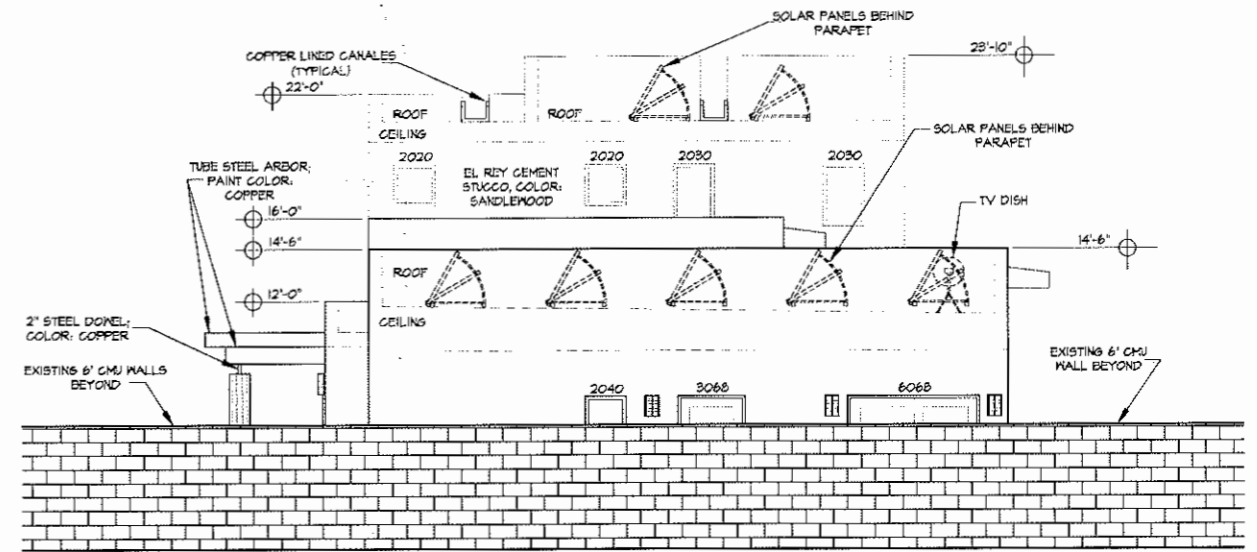 SOLAR PANELS BEHIND
PARAPET
23'-10"
COPPER LINED CANALES
(TYPICAL)
22'-0"
ROOF
ROOF
CEILING
SOLAR PANELS BEHIND
PARAPET
2020
2020
2030
2030
TUBE STEEL ARBOR;
PAINT COLOR:
COPPER
EL REY CEMENT
STUCCO, COLOR:
SANDLEWOOD
TV DISH
16'-0"
14'-6"
14'-6"
ROOF
12'-0"
CEILING
2" STEEL DOWEL;
COLOR: COPPER
EXISTING 6' CMU WALLS
BEYOND
EXISTING 6' CMU
WALL BEYOND
2040
3068
6068